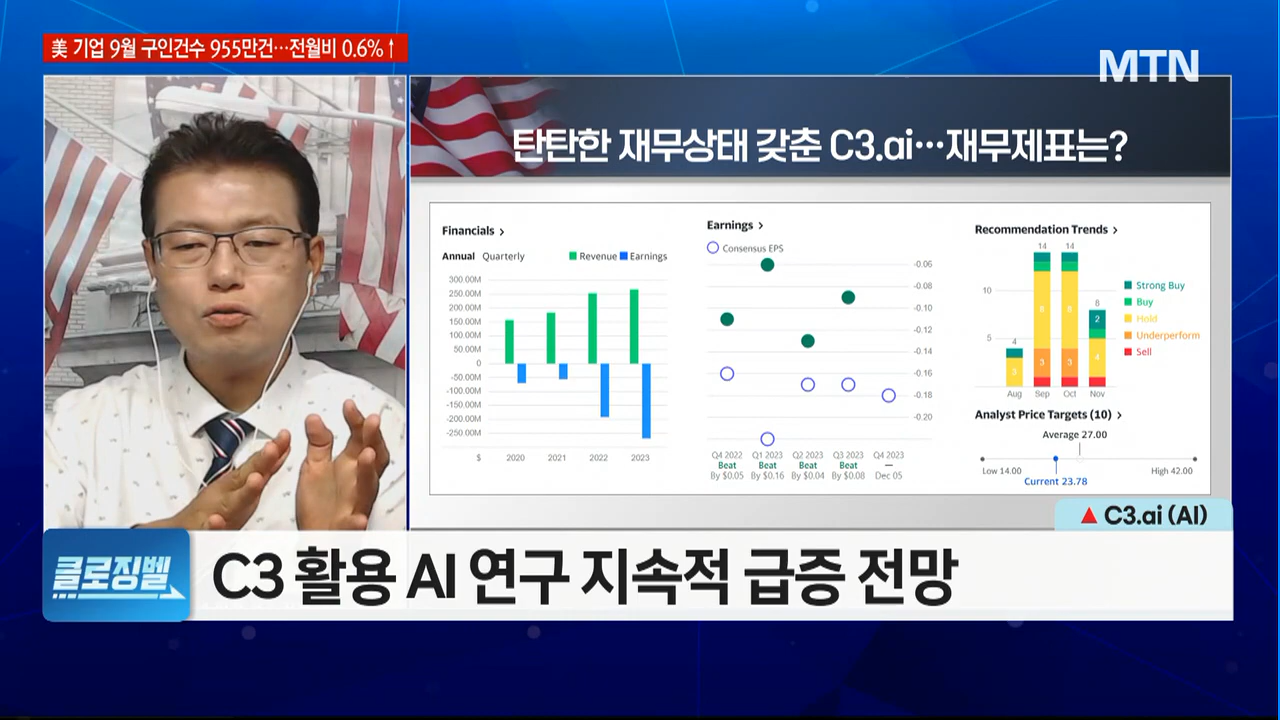 美 기업 9월 구인건수 955만건…전월비 0.6%↑
MTN
탄탄한 재무상태 갖춘 C3.ai…재무제표는?
Financials >
Annual Quarterly
Revenue Earnings
300.00M
250.00M
200.00M
150.00M
100.00M
50.00M
0
-50.00M
-100.00M
-150.00M
-200.00M
-250.00M
$ 2020 2021 2022 2023
Earnings >
Consensus EPS
-0.06
-0.08
-0.10
-0.12
-0.14
-0.16
-0.18
-0.20
Q4 2022 Q1 2023 Q2 2023 Q3 2023 Q4 2023
Beat Beat Beat Beat —
By $0.05 By $0.16 By $0.04 By $0.08 Dec 05
Recommendation Trends >
14 14
10
8
8 8
2
5
4
3 3 3 4
Aug Sep Oct Nov
Strong Buy
Buy
Hold
Underperform
Sell
Analyst Price Targets (10) >
Average 27.00
Low 14.00 High 42.00
Current 23.78
▲ C3.ai (AI)
클로징벨
C3 활용 AI 연구 지속적 급증 전망